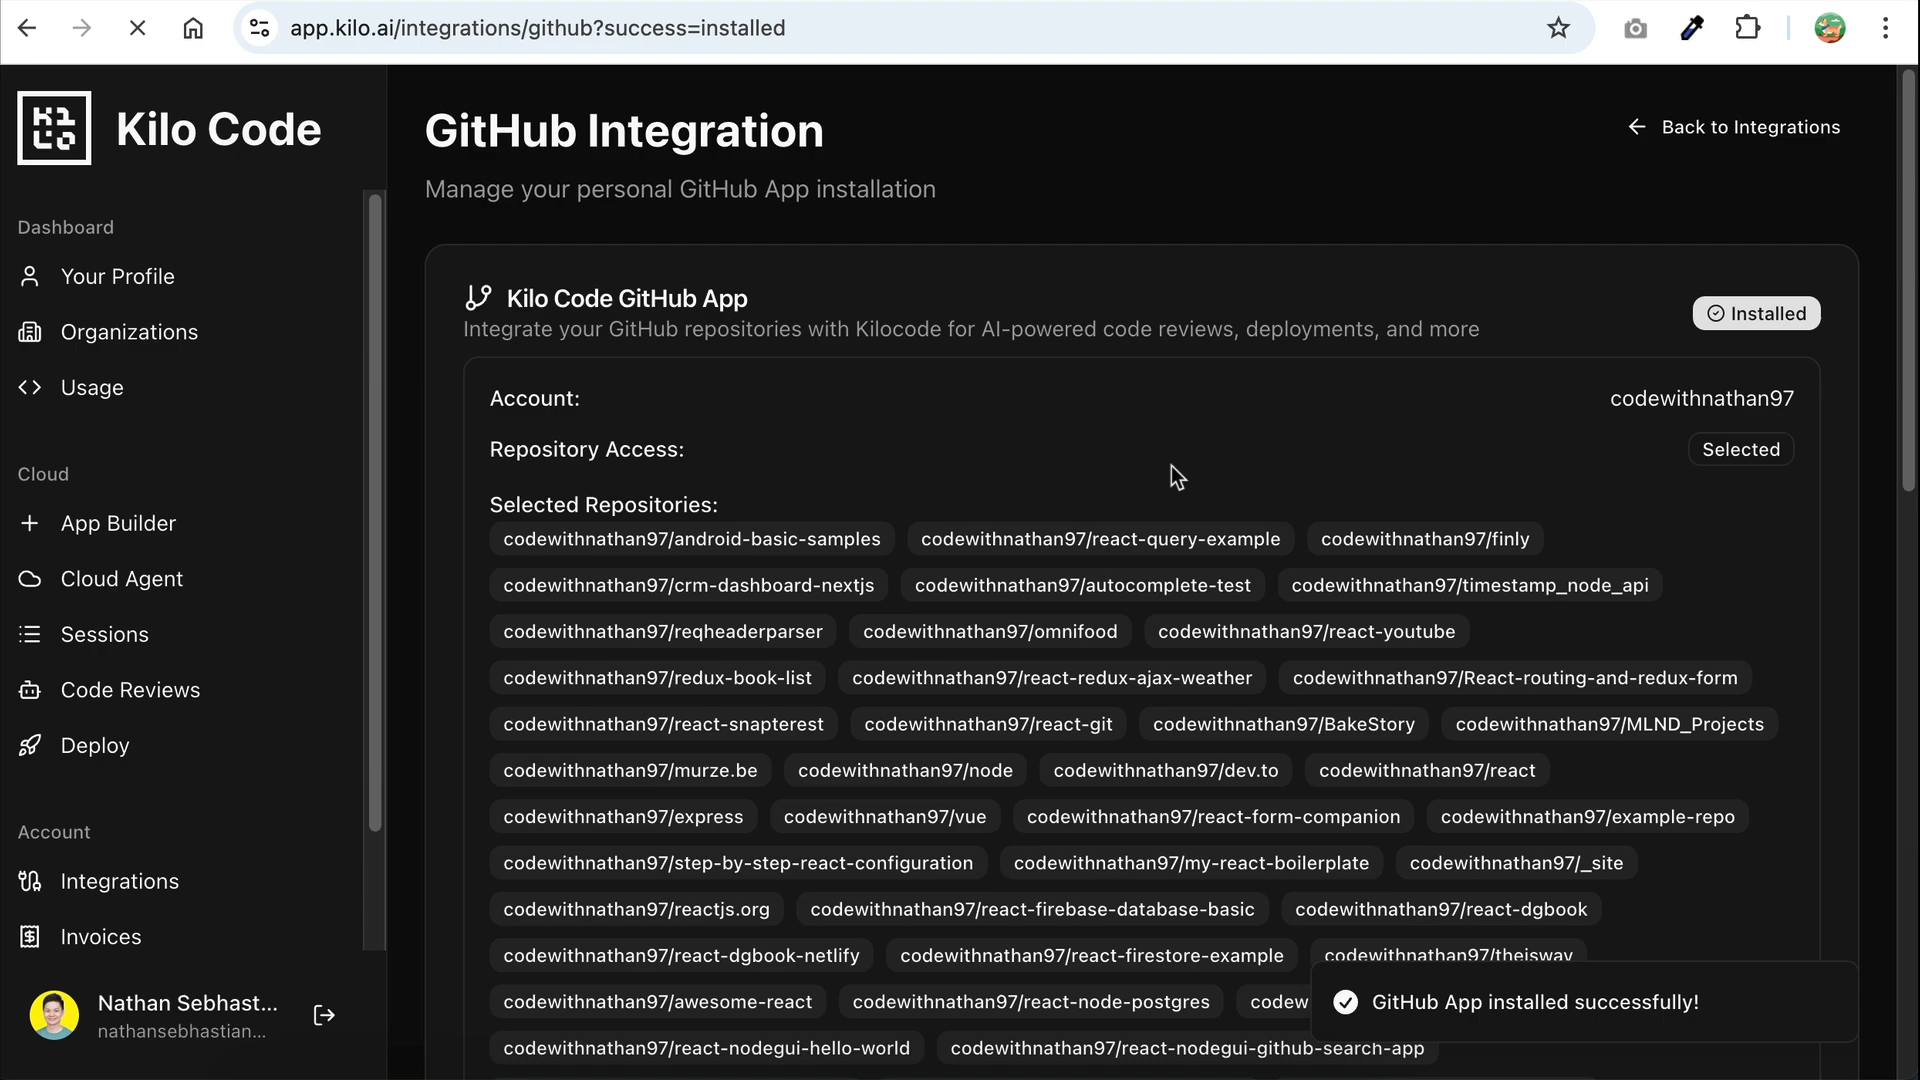 app.kilo.ai/integrations/github?success=installed
Kilo Code
Dashboard
Your Profile
Organizations
Usage
Cloud
App Builder
Cloud Agent
Sessions
Code Reviews
Deploy
Account
Integrations
Invoices
Nathan Sebhast...
nathansebhastian...
GitHub Integration
Back to Integrations
Manage your personal GitHub App installation
Kilo Code GitHub App
Installed
Integrate your GitHub repositories with Kilocode for AI-powered code reviews, deployments, and more
Account: codewithnathan97
Repository Access: Selected
Selected Repositories:
codewithnathan97/android-basic-samples codewithnathan97/react-query-example codewithnathan97/finly
codewithnathan97/crm-dashboard-nextjs codewithnathan97/autocomplete-test codewithnathan97/timestamp_node_api
codewithnathan97/reqheaderparser codewithnathan97/omnifood codewithnathan97/react-youtube
codewithnathan97/redux-book-list codewithnathan97/react-redux-ajax-weather codewithnathan97/React-routing-and-redux-form
codewithnathan97/react-snapterest codewithnathan97/react-git codewithnathan97/BakeStory codewithnathan97/MLND_Projects
codewithnathan97/murze.be codewithnathan97/node codewithnathan97/dev.to codewithnathan97/react
codewithnathan97/express codewithnathan97/vue codewithnathan97/react-form-companion codewithnathan97/example-repo
codewithnathan97/step-by-step-react-configuration codewithnathan97/my-react-boilerplate codewithnathan97/_site
codewithnathan97/reactjs.org codewithnathan97/react-firebase-database-basic codewithnathan97/react-dgbook
codewithnathan97/react-dgbook-netlify codewithnathan97/react-firestore-example codewithnathan97/theisway
codewithnathan97/awesome-react codewithnathan97/react-node-postgres codew
codewithnathan97/react-nodegui-hello-world codewithnathan97/react-nodegui-github-search-app
GitHub App installed successfully!